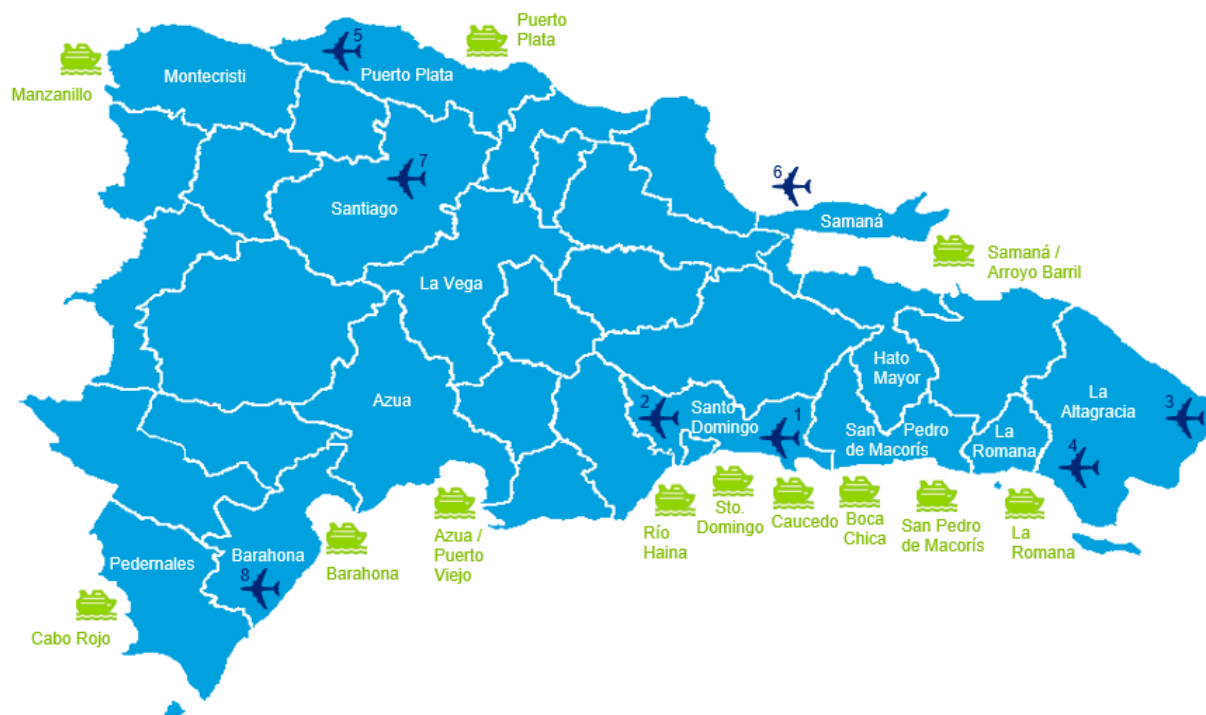 Puerto
Plata
5
Montecristi
Puerto Plata
Manzanillo
7
6
Santiago
Samaná
Samaná /
Arroyo Barril
La Vega
Hato
Mayor
La
Altagracia
Azua
2
Santo
Domingo
1
3
San Pedro
de Macorís
La
Romana
4
Río
Haina
Sto.
Domingo
Caucedo
Boca
Chica
San Pedro
de Macorís
La
Romana
Azua /
Puerto
Viejo
Barahona
Barahona
8
Pedernales
Cabo Rojo